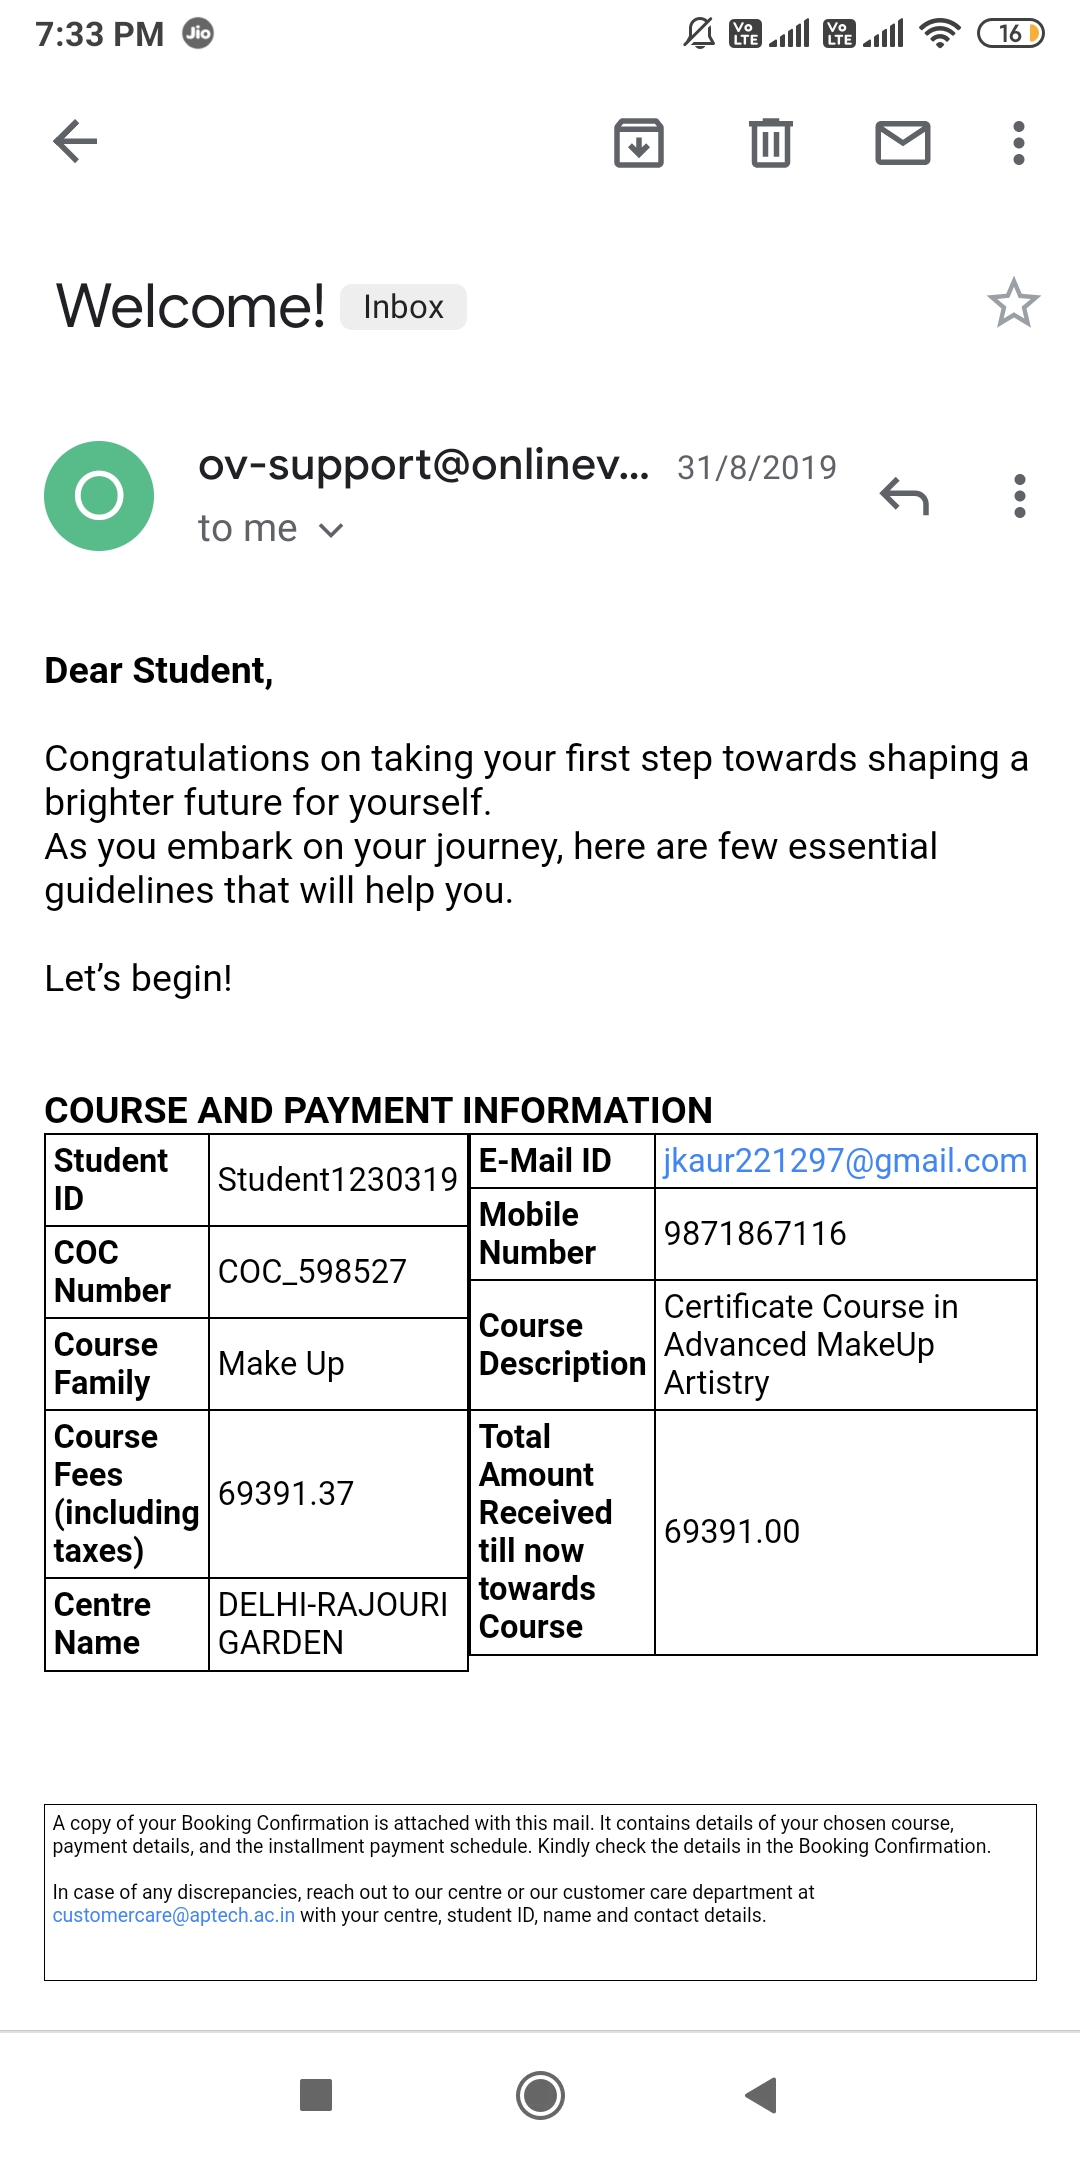 7:33 PM Jio Vo LTE Vo LTE 16
Welcome! Inbox
O
ov-support@onlinev... 31/8/2019
to me
Dear Student,
Congratulations on taking your first step towards shaping a
brighter future for yourself.
As you embark on your journey, here are few essential
guidelines that will help you.
Let’s begin!
COURSE AND PAYMENT INFORMATION
Student
ID
Student1230319
COC
Number
COC_598527
Course
Family
Make Up
Course
Fees
(including
taxes)
69391.37
Centre
Name
DELHI-RAJOURI
GARDEN
E-Mail ID
jkaur221297@gmail.com
Mobile
Number
9871867116
Course
Description
Certificate Course in
Advanced MakeUp
Artistry
Total
Amount
Received
till now
towards
Course
69391.00
A copy of your Booking Confirmation is attached with this mail. It contains details of your chosen course,
payment details, and the installment payment schedule. Kindly check the details in the Booking Confirmation.
In case of any discrepancies, reach out to our centre or our customer care department at
customercare@aptech.ac.in with your centre, student ID, name and contact details.